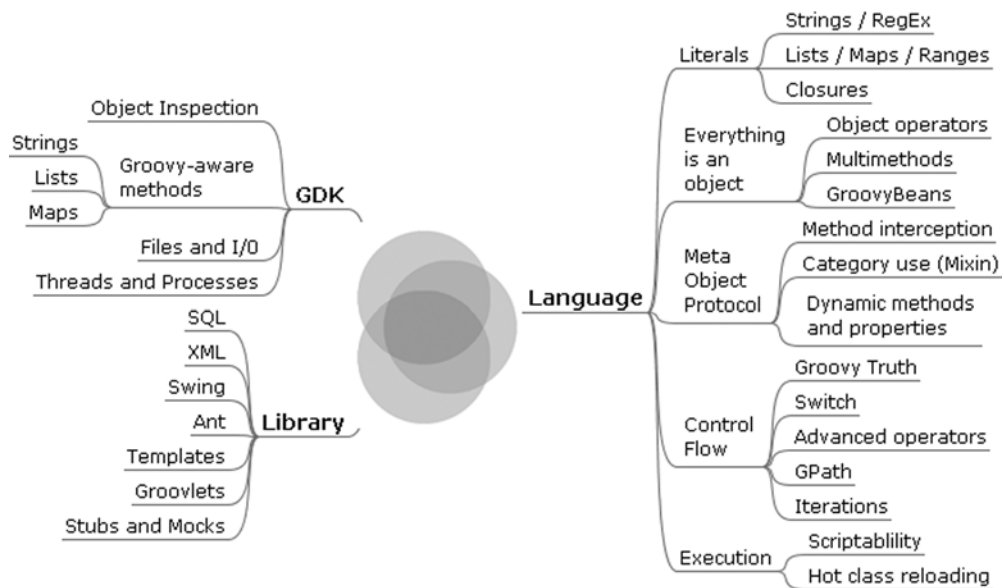 Object Inspection
Groovy-aware
methods
Strings
Lists
Maps
Files and I/0
Threads and Processes
GDK
SQL
XML
Swing
Ant
Templates
Groovlets
Stubs and Mocks
Library
Language
Literals
Strings / RegEx
Lists / Maps / Ranges
Closures
Everything
is an
object
Object operators
Multimethods
GroovyBeans
Meta
Object
Protocol
Method interception
Category use (Mixin)
Dynamic methods
and properties
Control
Flow
Groovy Truth
Switch
Advanced operators
GPath
Iterations
Execution
Scriptablility
Hot class reloading